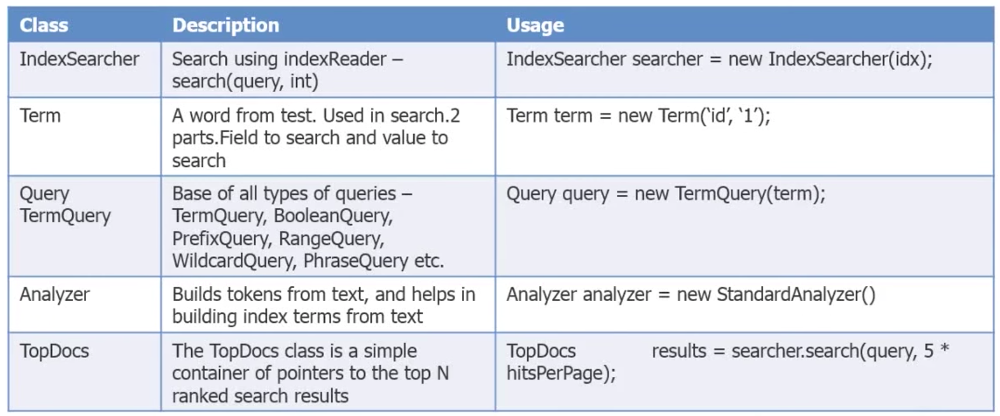 Class Description Usage
IndexSearcher Search using indexReader – IndexSearcher searcher = new IndexSearcher(idx);
search(query, int)
Term A word from test. Used in search.2 Term term = new Term(‘id’, ‘1’);
parts.Field to search and value to
search
Query Base of all types of queries – Query query = new TermQuery(term);
TermQuery TermQuery, BooleanQuery,
PrefixQuery, RangeQuery,
WildcardQuery, PhraseQuery etc.
Analyzer Builds tokens from text, and helps in Analyzer analyzer = new StandardAnalyzer()
building index terms from text
TopDocs The TopDocs class is a simple TopDocs results = searcher.search(query, 5 *
container of pointers to the top N hitsPerPage);
ranked search results